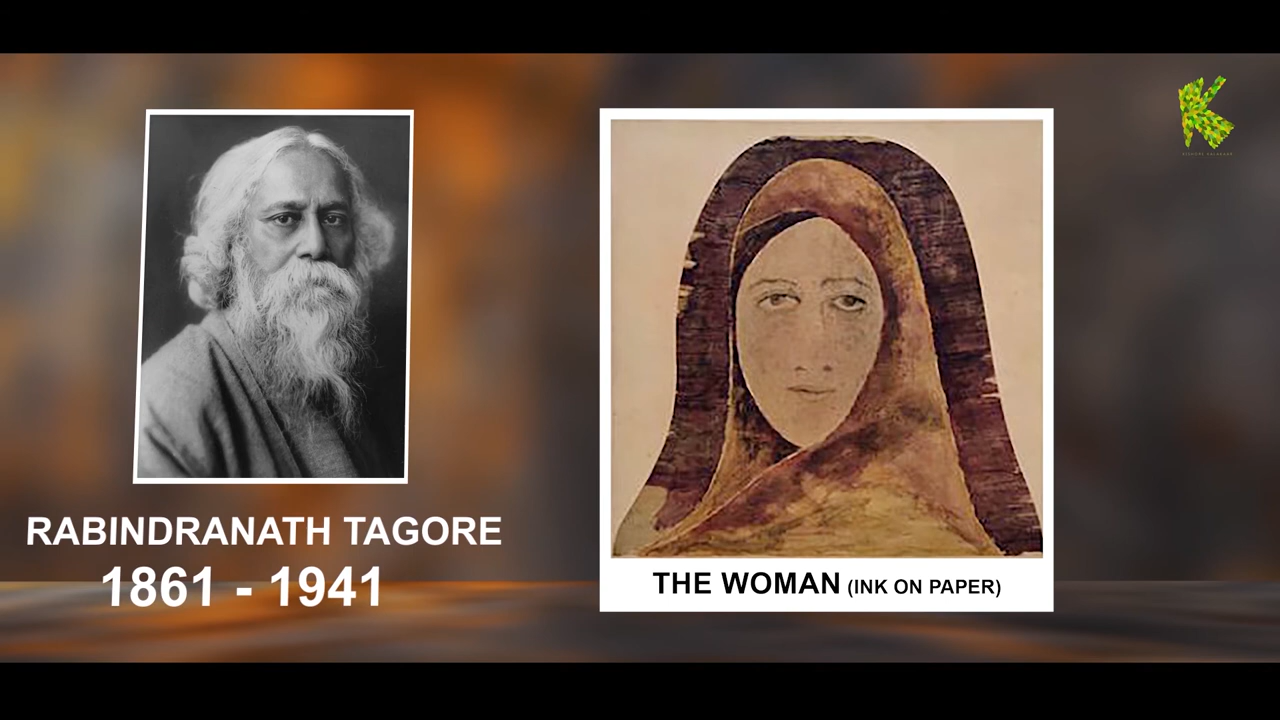 RABINDRANATH TAGORE
1861 - 1941
THE WOMAN (INK ON PAPER)